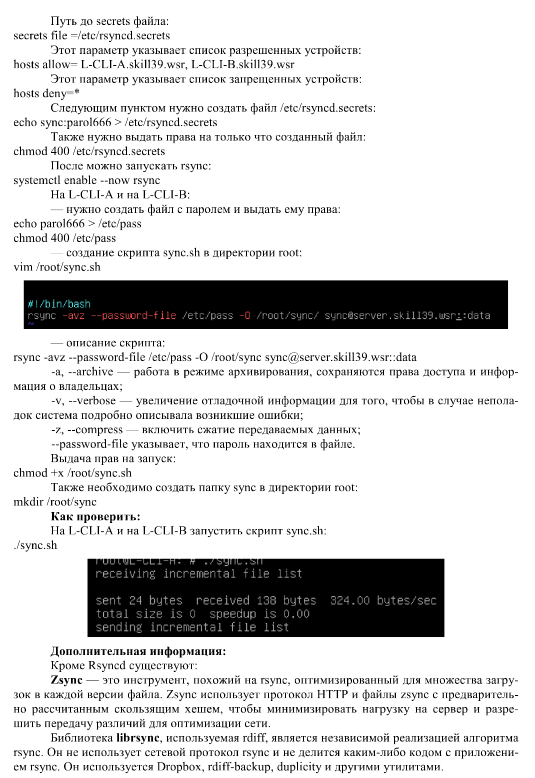 Путь до secrets файла:
secrets file =/etc/rsyncd.secrets
Этот параметр указывает список разрешенных устройств:
hosts allow= L-CLI-A.skill39.wsr, L-CLI-B.skill39.wsr
Этот параметр указывает список запрещенных устройств:
hosts deny=*
Следующим пунктом нужно создать файл /etc/rsyncd.secrets:
echo sync:parol666 > /etc/rsyncd.secrets
Также нужно выдать права на только что созданный файл:
chmod 400 /etc/rsyncd.secrets
После можно запускать rsync:
systemctl enable --now rsync
На L-CLI-A и на L-CLI-B:
— нужно создать файл с паролем и выдать ему права:
echo parol666 > /etc/pass
chmod 400 /etc/pass
— создание скрипта sync.sh в директории root:
vim /root/sync.sh
#!/bin/bash
rsync -avz --password-file /etc/pass -O /root/sync/ sync@server.skill39.wsr::data
~
— описание скрипта:
rsync -avz --password-file /etc/pass -O /root/sync sync@server.skill39.wsr::data
-a, --archive — работа в режиме архивирования, сохраняются права доступа и инфор-
мация о владельцах;
-v, --verbose — увеличение отладочной информации для того, чтобы в случае непола-
док система подробно описывала возникшие ошибки;
-z, --compress — включить сжатие передаваемых данных;
--password-file указывает, что пароль находится в файле.
Выдача прав на запуск:
chmod +x /root/sync.sh
Также необходимо создать папку sync в директории root:
mkdir /root/sync
Как проверить:
На L-CLI-A и на L-CLI-B запустить скрипт sync.sh:
./sync.sh
root@L-CLI-A: # ./sync.sh
receiving incremental file list
sent 24 bytes  received 138 bytes  324.00 bytes/sec
total size is 0  speedup is 0.00
sending incremental file list
Дополнительная информация:
Кроме Rsyncd существуют:
Zsync — это инструмент, похожий на rsync, оптимизированный для множества загру-
зок в каждой версии файла. Zsync использует протокол HTTP и файлы zsync с предваритель-
но рассчитанным скользящим хешем, чтобы минимизировать нагрузку на сервер и разре-
шить передачу различий для оптимизации сети.
Библиотека librsync, используемая rdiff, является независимой реализацией алгоритма
rsync. Он не использует сетевой протокол rsync и не делится каким-либо кодом с приложени-
ем rsync. Он используется Dropbox, rdiff-backup, duplicity и другими утилитами.